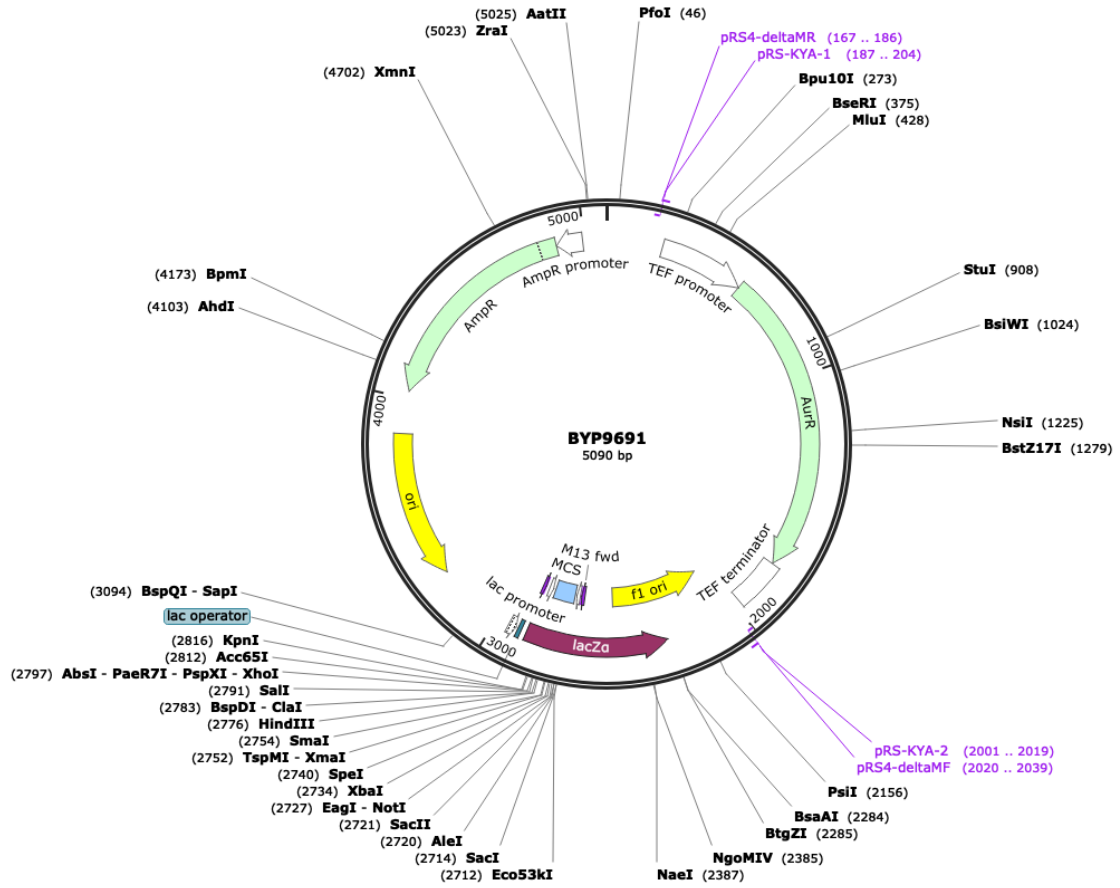 (5025) AatII
(5023) ZraI
PfoI (46)
pRS4-deltaMR (167 .. 186)
pRS-KYA-1 (187 .. 204)
(4702) XmnI
Bpu10I (273)
BseRI (375)
MluI (428)
5000
AmpR promoter
TEF promoter
(4173) BpmI
(4103) AhdI
AmpR
StuI (908)
BsiWI (1024)
1000
4000
AurR
NsiI (1225)
BstZ17I (1279)
BYP9691
5090 bp
ori
M13 fwd
MCS
lac promoter
f1 ori
TEF terminator
2000
3000
lacZα
(3094) BspQI - SapI
lac operator
(2816) KpnI
(2812) Acc65I
(2797) AbsI - PaeR7I - PspXI - XhoI
(2791) SalI
(2783) BspDI - ClaI
(2776) HindIII
(2754) SmaI
(2752) TspMI - XmaI
(2740) SpeI
(2734) XbaI
(2727) EagI - NotI
(2721) SacII
(2720) AleI
(2714) SacI
(2712) Eco53kI
pRS-KYA-2 (2001 .. 2019)
pRS4-deltaMF (2020 .. 2039)
PsiI (2156)
BsaAI (2284)
BtgZI (2285)
NgoMIV (2385)
NaeI (2387)